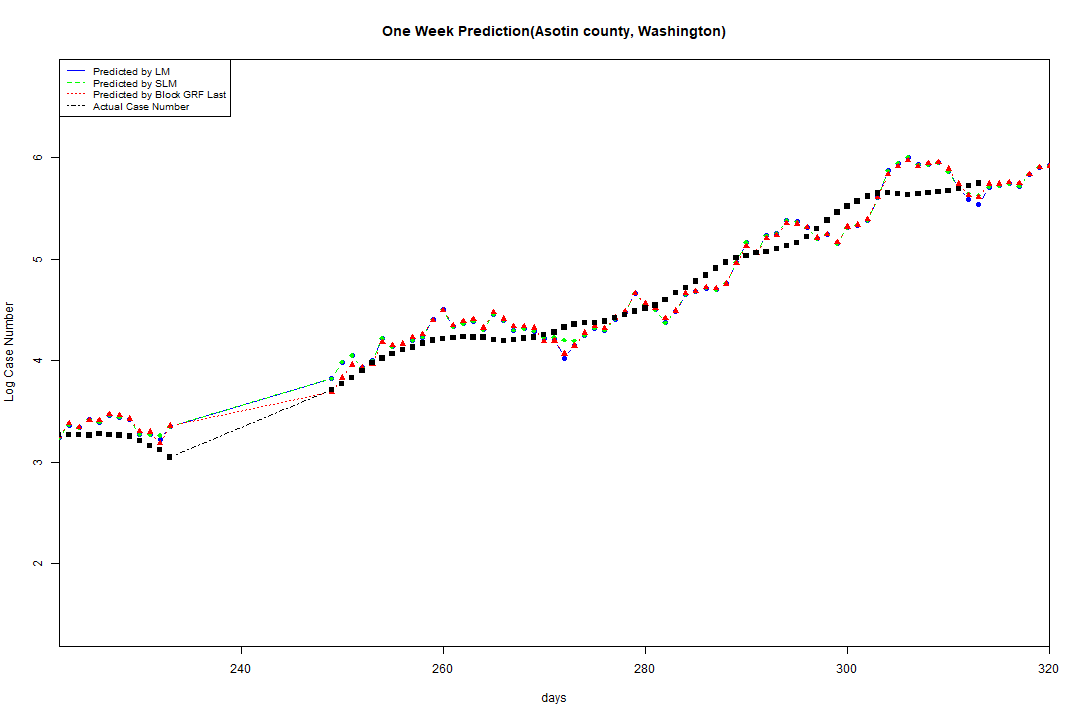 One Week Prediction(Asotin county, Washington)
Predicted by LM
Predicted by SLM
Predicted by Block GRF Last
Actual Case Number
6
5
4
3
2
Log Case Number
240 260 280 300 320
days